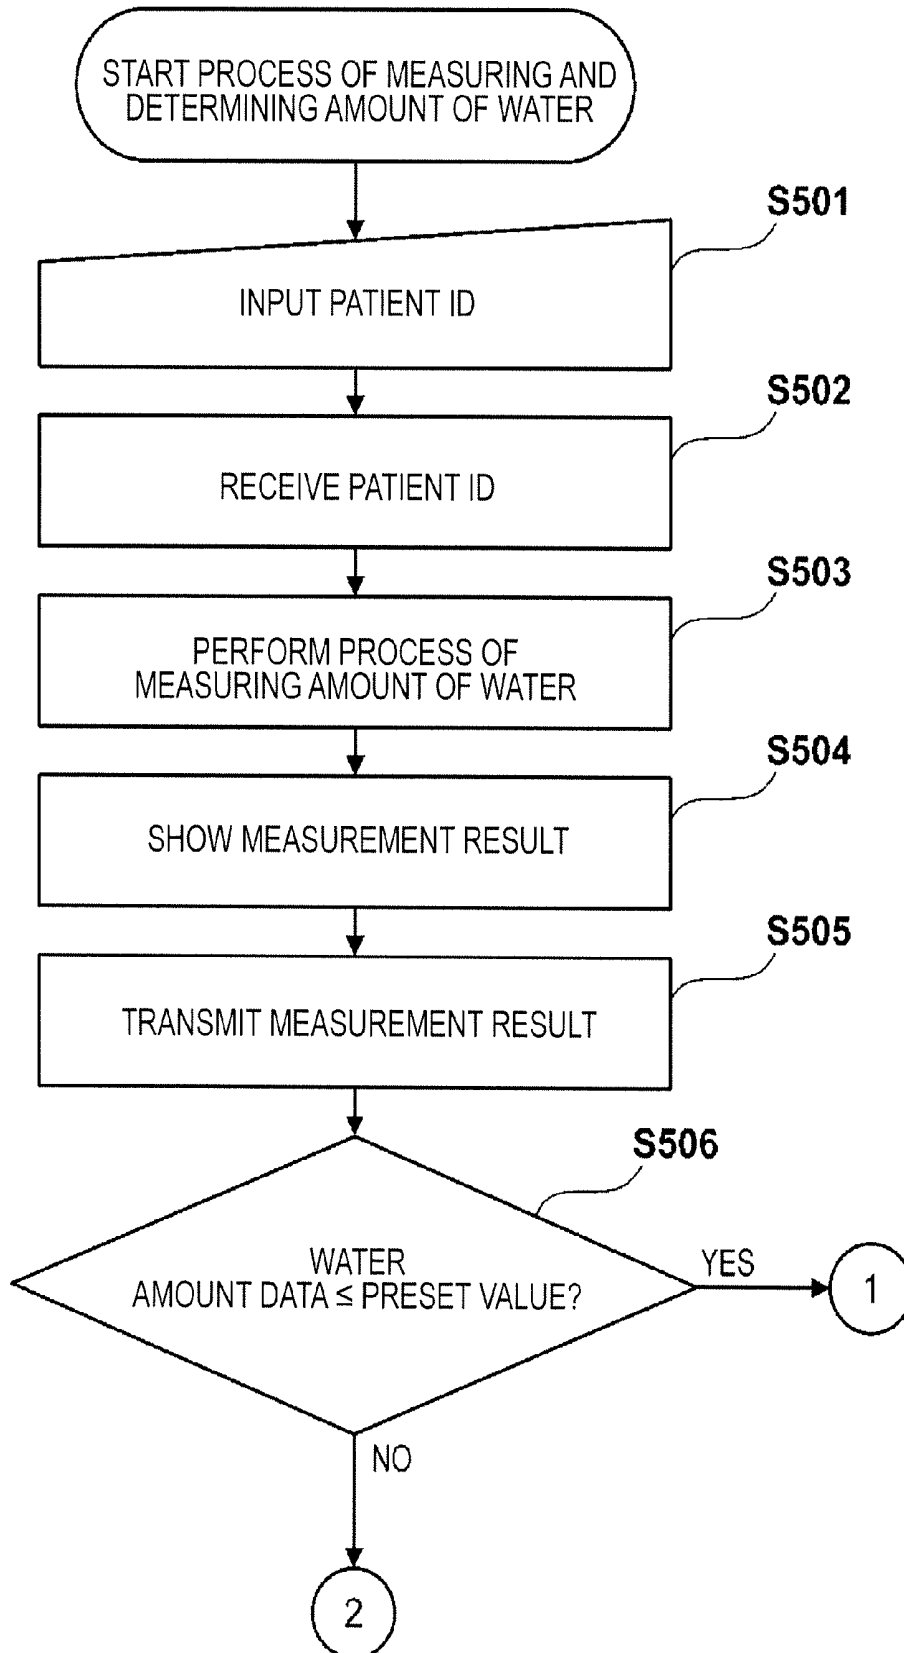 START PROCESS OF MEASURING AND
DETERMINING AMOUNT OF WATER
S501
INPUT PATIENT ID
S502
RECEIVE PATIENT ID
S503
PERFORM PROCESS OF
MEASURING AMOUNT OF WATER
S504
SHOW MEASUREMENT RESULT
S505
TRANSMIT MEASUREMENT RESULT
S506
WATER
AMOUNT DATA ≤ PRESET VALUE?
YES
1
NO
2